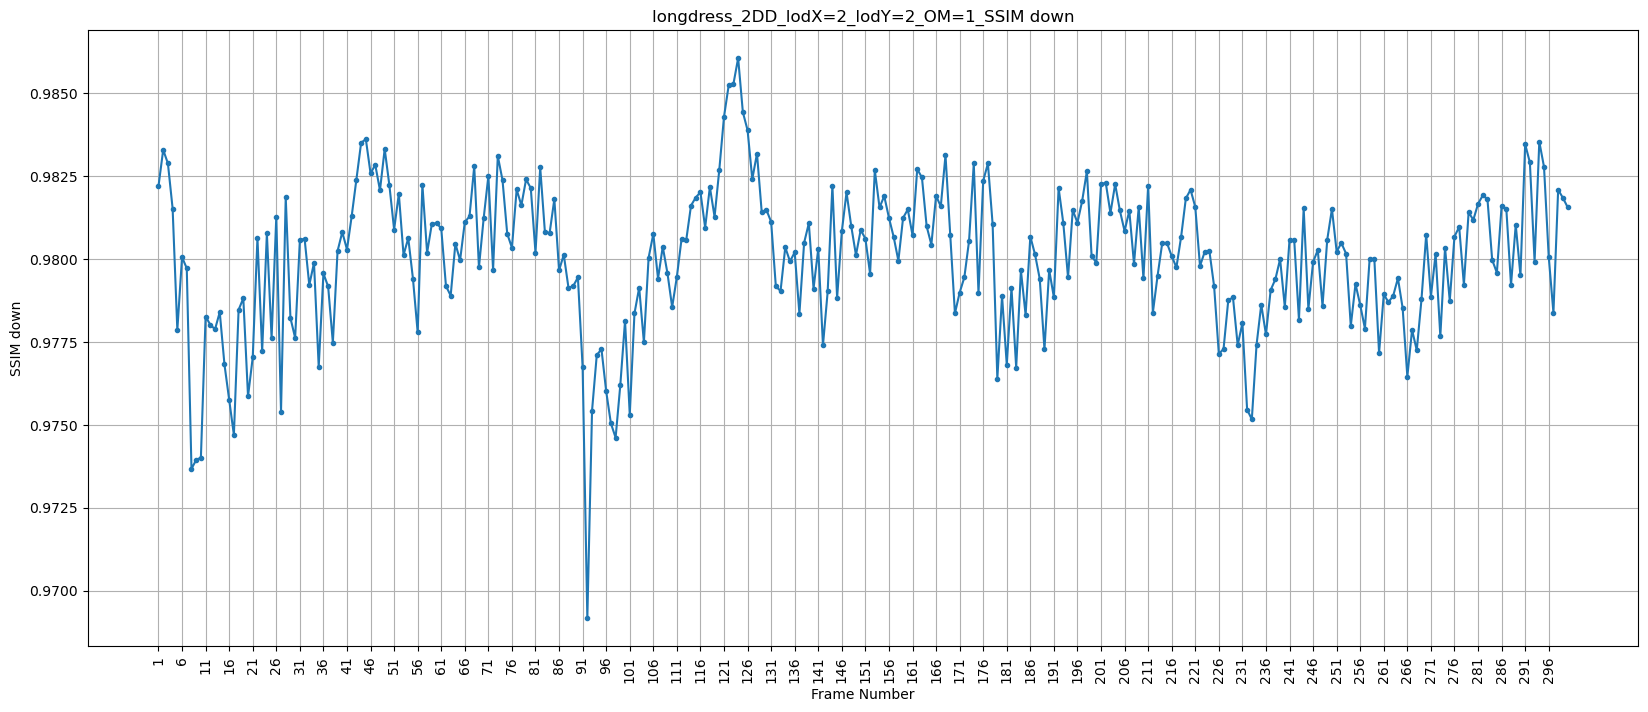 longdress_2DD_lodX=2_lodY=2_OM=1_SSIM down
SSIM down
0.9850
0.9825
0.9800
0.9775
0.9750
0.9725
0.9700
1 6 11 16 21 26 31 36 41 46 51 56 61 66 71 76 81 86 91 96 101 106 111 116 121 126 131 136 141 146 151 156 161 166 171 176 181 186 191 196 201 206 211 216 221 226 231 236 241 246 251 256 261 266 271 276 281 286 291 296
Frame Number